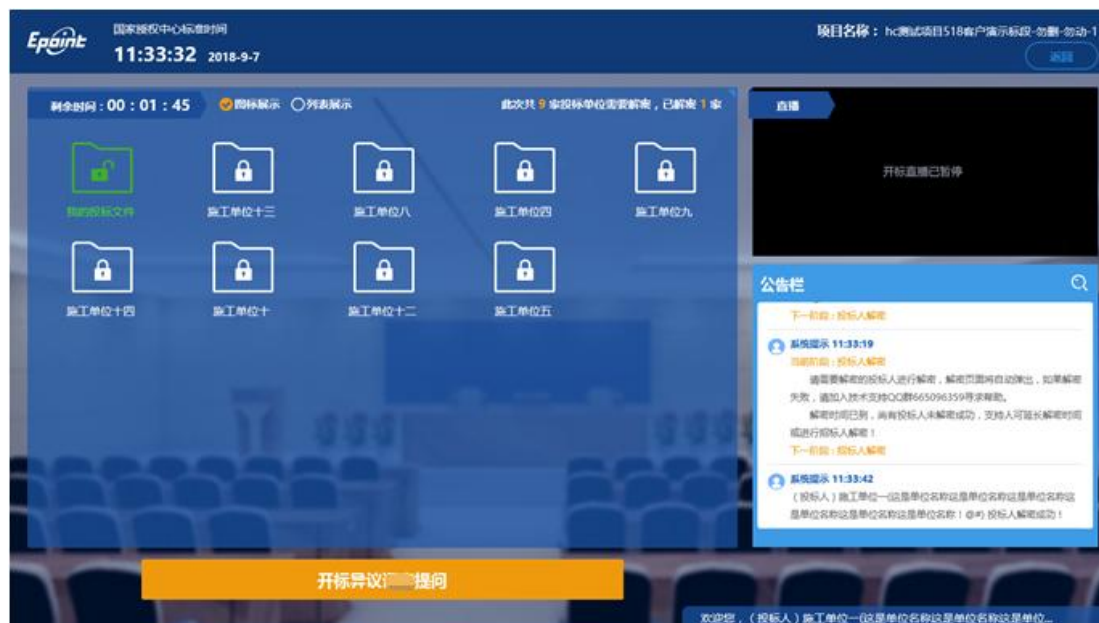 Epoint
国家授权中心标准时间
11:33:32 2018-9-7
项目名称：hc测试项目518客户演示标段-勿删-勿动-1
返回
剩余时间：00：01：45
图标展示 列表展示
此次共 9 家投标单位需要解密，已解密 1 家
直播
开标直播已暂停
我的投标文件
施工单位十三
施工单位八
施工单位四
施工单位九
施工单位十四
施工单位十
施工单位十二
施工单位五
公告栏
下一阶段：投标人解密
系统提示 11:33:19
当前阶段：投标人解密
请需要解密的投标人进行解密，解密页面将自动弹出，如果解密
失败，请加入技术支持QQ群665096359寻求帮助。
解密时间已到，尚有投标人未解密成功，支持人可延长解密时间
或进行招标人解密！
下一阶段：招标人解密
系统提示 11:33:42
（投标人）施工单位一(这是单位名称这是单位名称这是单位名称这
是单位名称这是单位名称这是单位名称！@#) 投标人解密成功！
开标异议 提问
欢迎您，（投标人）施工单位一(这是单位名称这是单位名称这是单位...